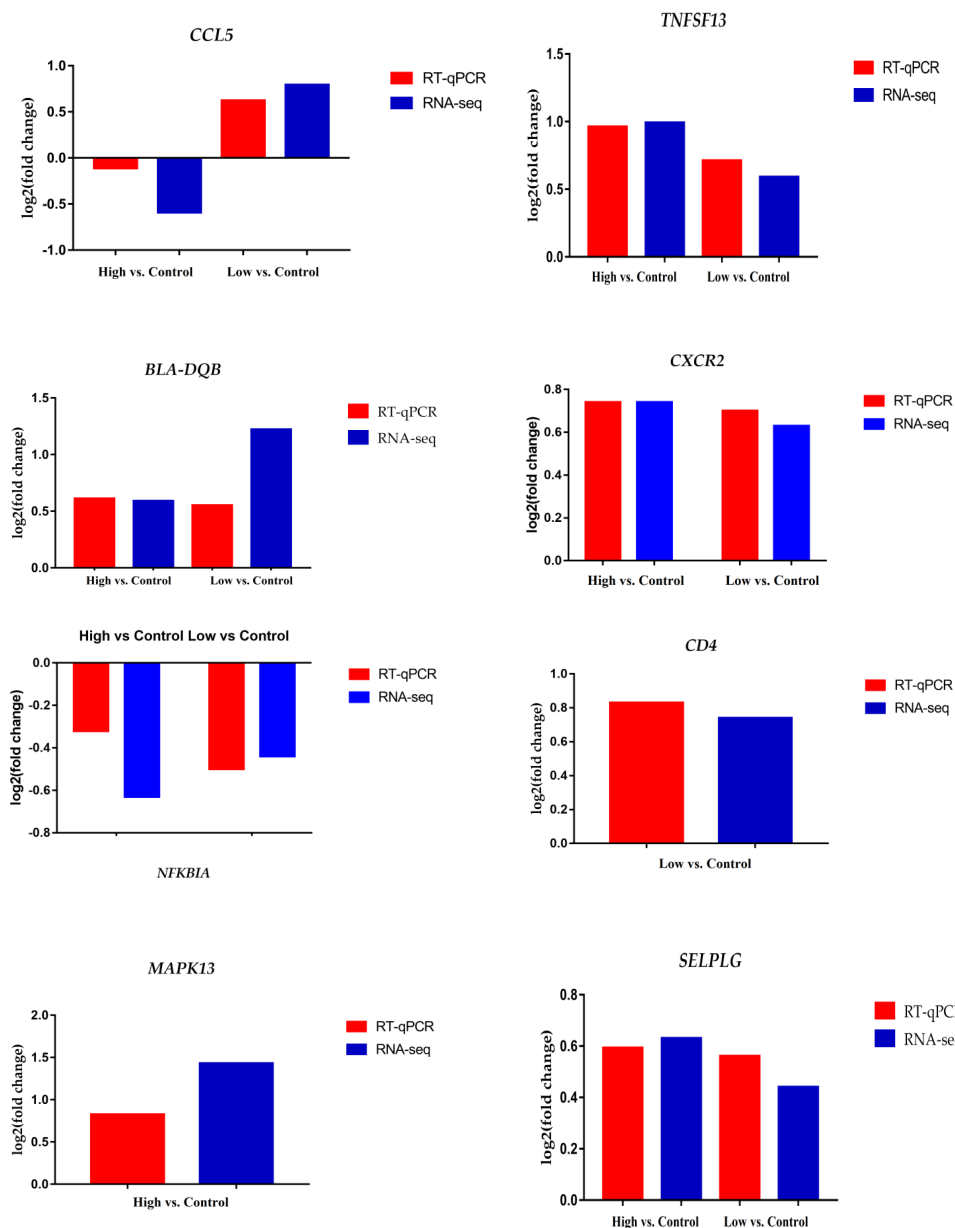 CCL5
log2(fold change)
1.0
0.5
0.0
-0.5
-1.0
High vs. Control
Low vs. Control
RT-qPCR
RNA-seq
TNFSF13
log2(fold change)
1.5
1.0
0.5
0.0
High vs. Control
Low vs. Control
RT-qPCR
RNA-seq
BLA-DQB
log2(fold change)
1.5
1.0
0.5
0.0
High vs. Control
Low vs. Control
RT-qPCR
RNA-seq
CXCR2
log2(fold change)
0.8
0.6
0.4
0.2
0.0
High vs. Control
Low vs. Control
RT-qPCR
RNA-seq
High vs Control Low vs Control
log2(fold change)
0.0
-0.2
-0.4
-0.6
-0.8
RT-qPCR
RNA-seq
NFKBIA
CD4
log2(fold change)
1.0
0.8
0.6
0.4
0.2
0.0
Low vs. Control
RT-qPCR
RNA-seq
MAPK13
log2(fold change)
2.0
1.5
1.0
0.5
0.0
High vs. Control
RT-qPCR
RNA-seq
SELPLG
log2(fold change)
0.8
0.6
0.4
0.2
0.0
High vs. Control
Low vs. Control
RT-qPC
RNA-se